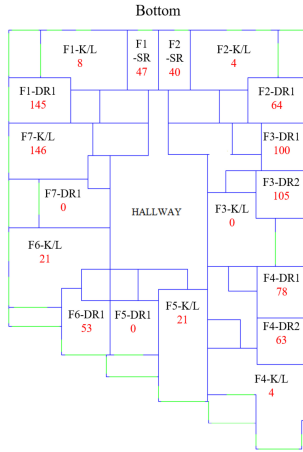 Bottom
F1-K/L
8
F1
-SR
47
F2
-SR
40
F2-K/L
4
F1-DR1
145
F2-DR1
64
F7-K/L
146
F3-DR1
100
F3-DR2
105
F7-DR1
0
HALLWAY
F3-K/L
0
F6-K/L
21
F4-DR1
78
F6-DR1
53
F5-DR1
0
F5-K/L
21
F4-DR2
63
F4-K/L
4